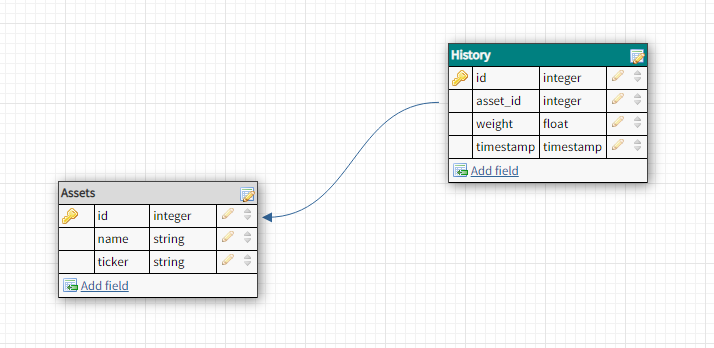 History
id integer
asset_id integer
weight float
timestamp timestamp
Add field
Assets
id integer
name string
ticker string
Add field